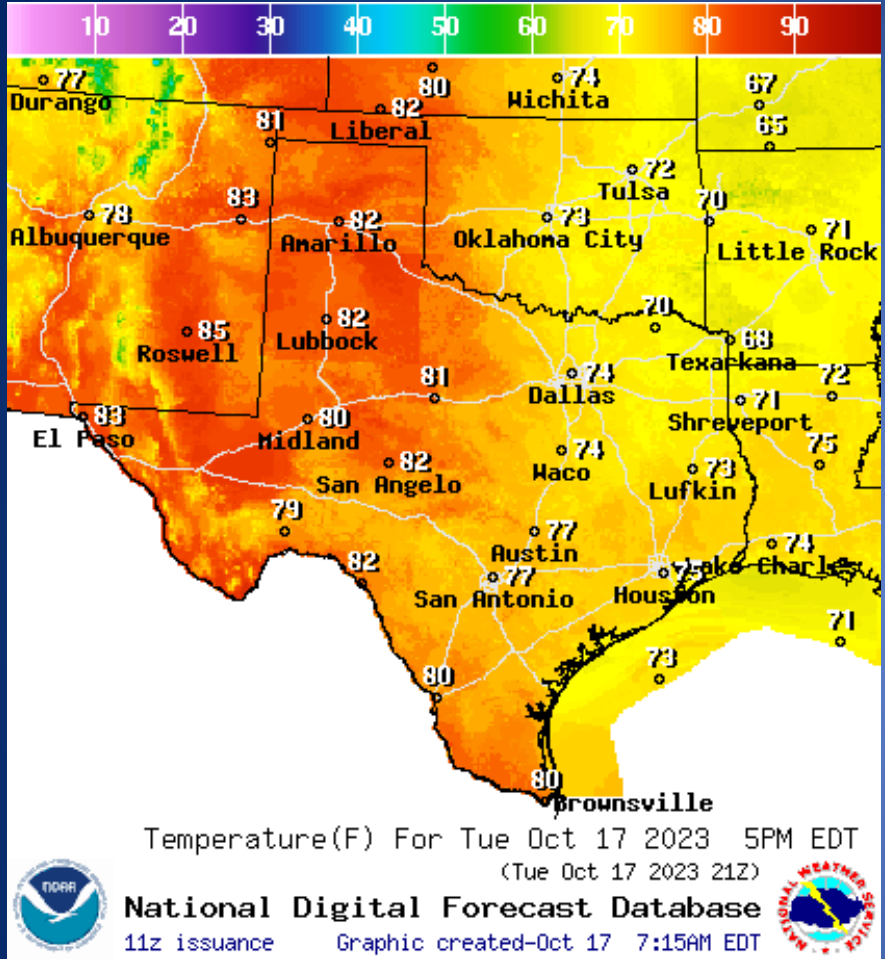 10 20 30 40 50 60 70 80 90
77
Durango
80
74
Wichita
82
Liberal
67
65
81
72
Tulsa
78
Albuquerque
83
82
Amarillo
73
Oklahoma City
70
71
Little Rock
85
Roswell
82
Lubbock
70
68
Texarkana
74
Dallas
81
72
71
Shreveport
83
El Paso
80
Midland
82
San Angelo
74
Waco
73
Lufkin
75
79
77
Austin
74
Lake Charles
82
77
San Antonio
75
Houston
71
73
80
80
Brownsville
Temperature(F) For Tue Oct 17 2023 5PM EDT
(Tue Oct 17 2023 21Z)
NOAA
National Digital Forecast Database
11z issuance Graphic created-Oct 17 7:15AM EDT
NATIONAL WEATHER SERVICE